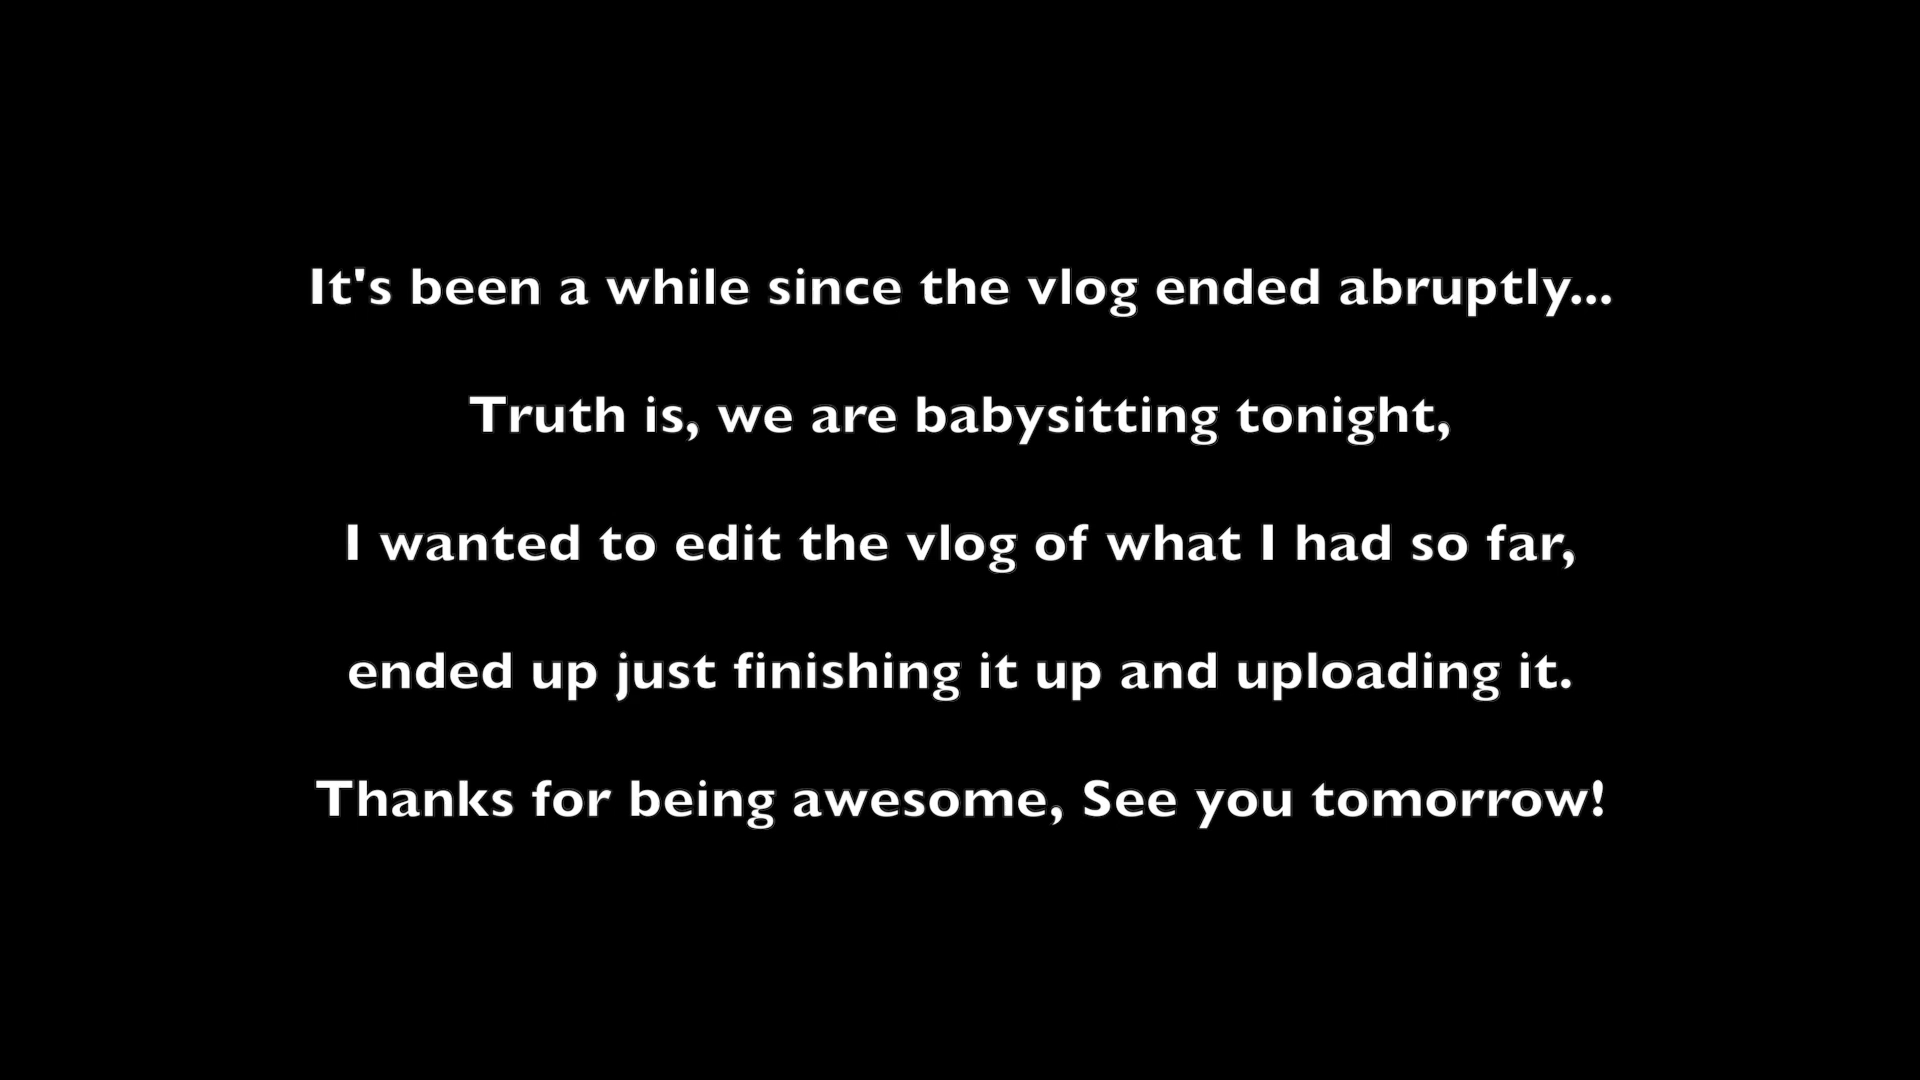 It's been a while since the vlog ended abruptly...
Truth is, we are babysitting tonight,
I wanted to edit the vlog of what I had so far,
ended up just finishing it up and uploading it.
Thanks for being awesome, See you tomorrow!